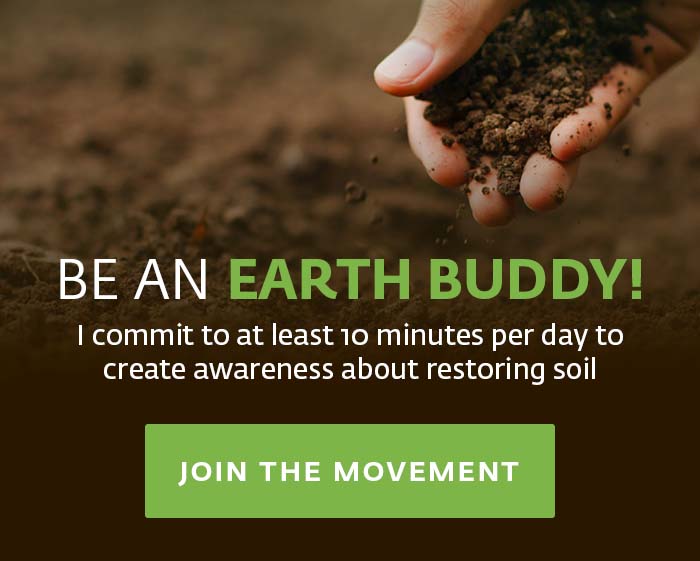 BE AN EARTH BUDDY!
I commit to at least 10 minutes per day to
create awareness about restoring soil
JOIN THE MOVEMENT